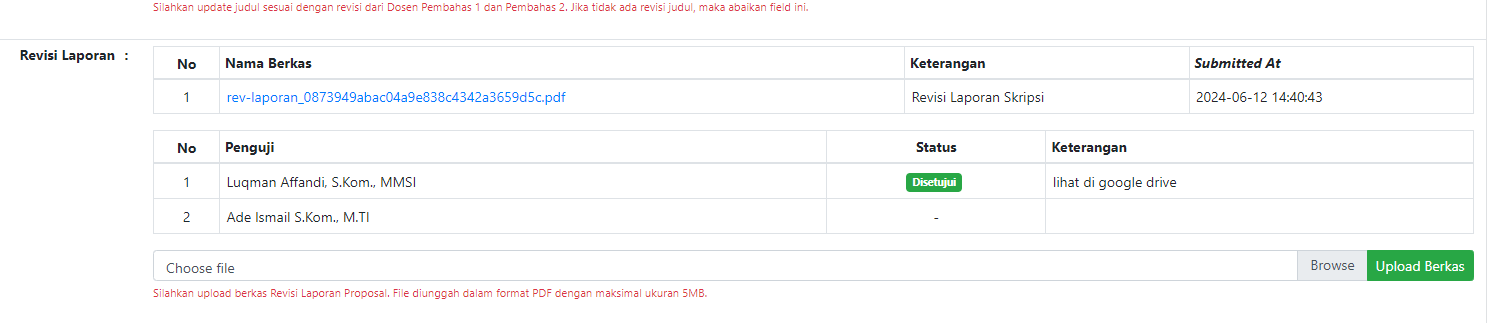 Silahkan update judul sesuai dengan revisi dari Dosen Pembahas 1 dan Pembahas 2. Jika tidak ada revisi judul, maka abaikan field ini.
Revisi Laporan :
No Nama Berkas Keterangan Submitted At
1 rev-laporan_0873949abac04a9e838c4342a3659d5c.pdf Revisi Laporan Skripsi 2024-06-12 14:40:43
No Penguji Status Keterangan
1 Luqman Affandi, S.Kom., MMSI Disetujui lihat di google drive
2 Ade Ismail S.Kom., M.TI -
Choose file Browse Upload Berkas
Silahkan upload berkas Revisi Laporan Proposal. File diunggah dalam format PDF dengan maksimal ukuran 5MB.